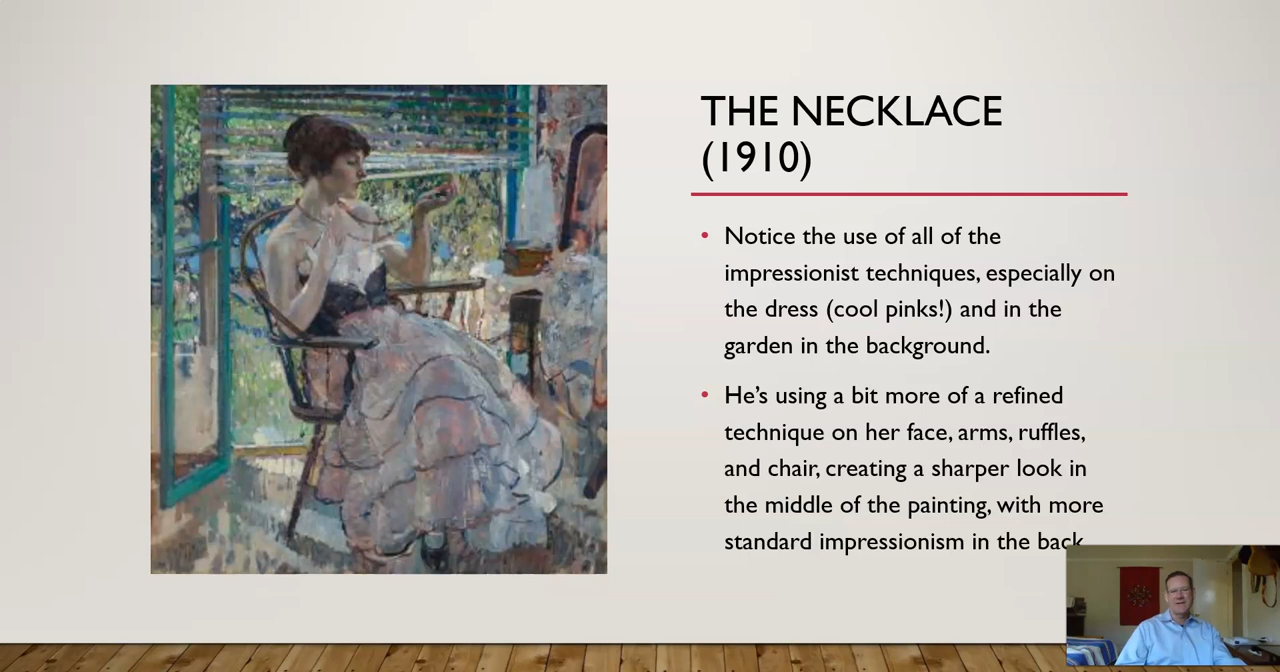 THE NECKLACE
(1910)
• Notice the use of all of the
impressionist techniques, especially on
the dress (cool pinks!) and in the
garden in the background.
• He’s using a bit more of a refined
technique on her face, arms, ruffles,
and chair, creating a sharper look in
the middle of the painting, with more
standard impressionism in the back